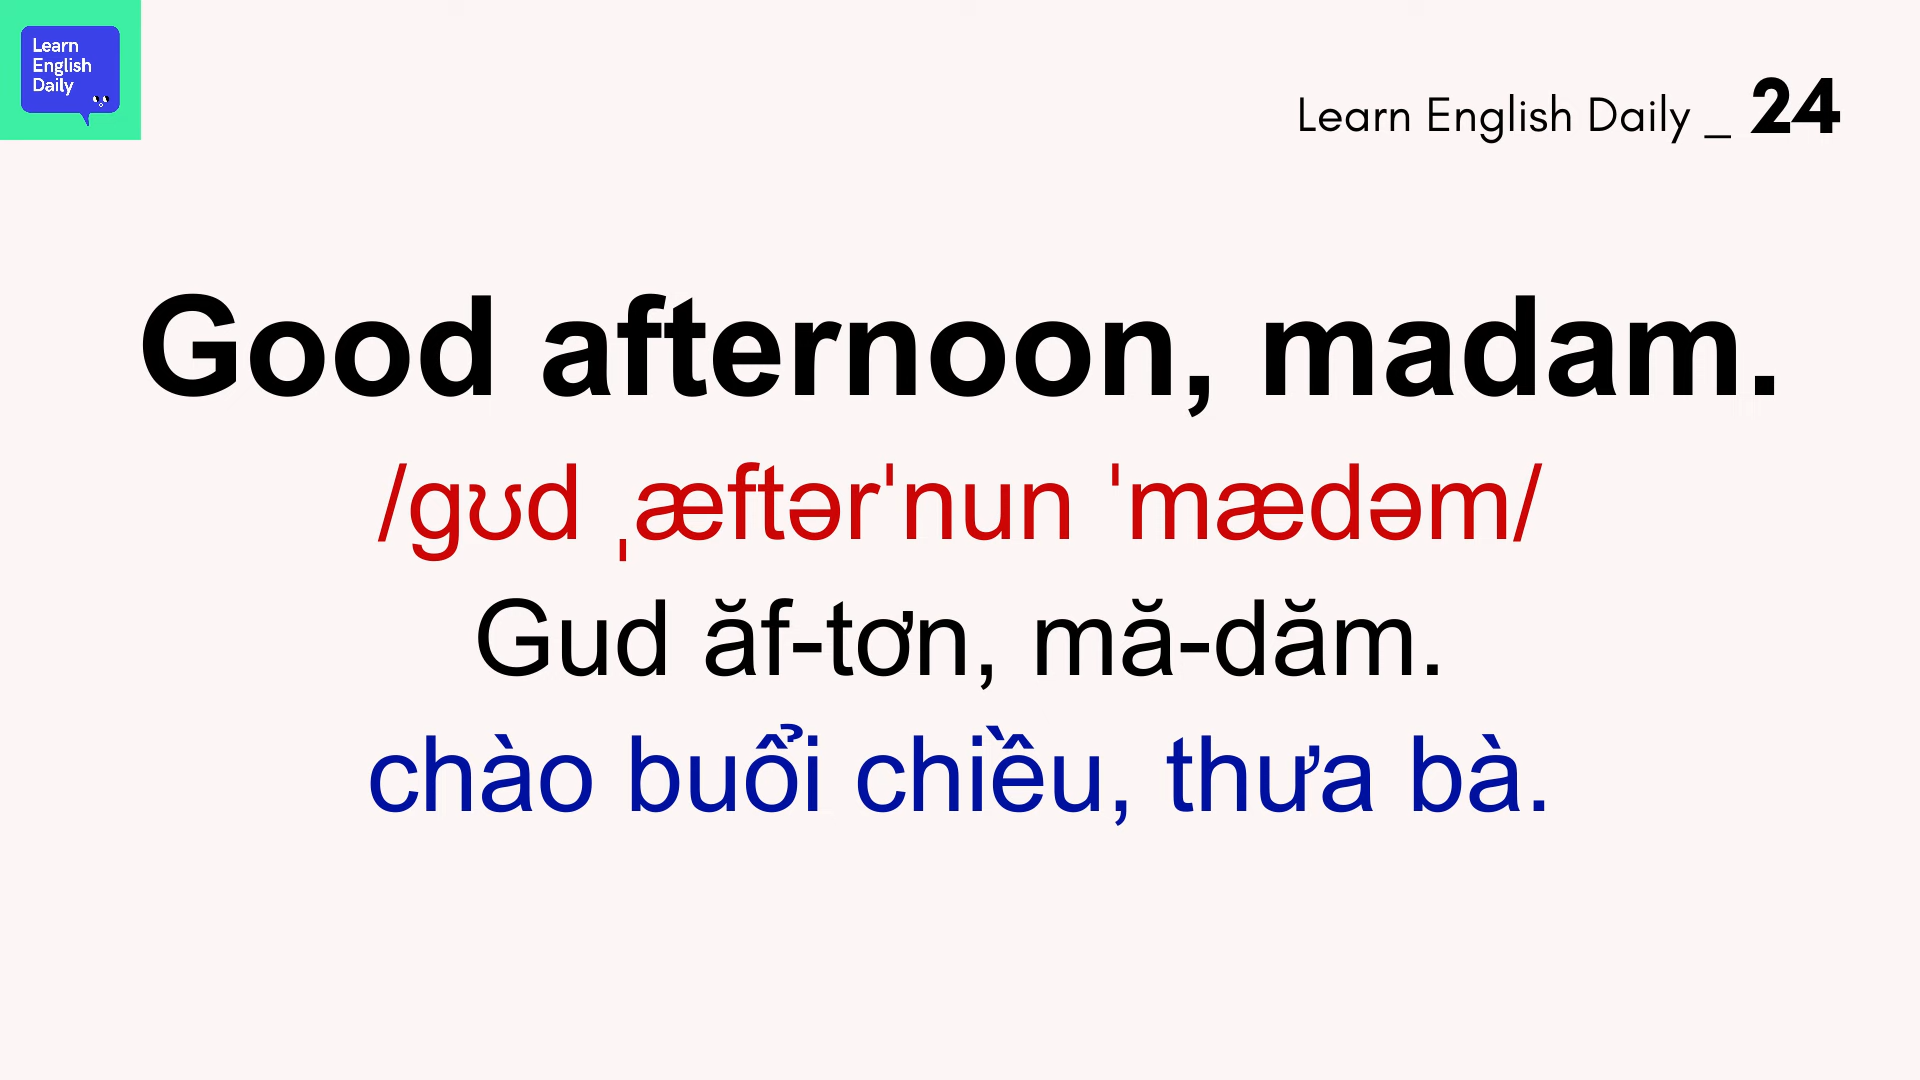 Learn
English
Daily
Learn English Daily _ 24
Good afternoon, madam.
/gʊd ˌæftərˈnun ˈmædəm/
Gud ăf-tơn, mă-dăm.
chào buổi chiều, thưa bà.